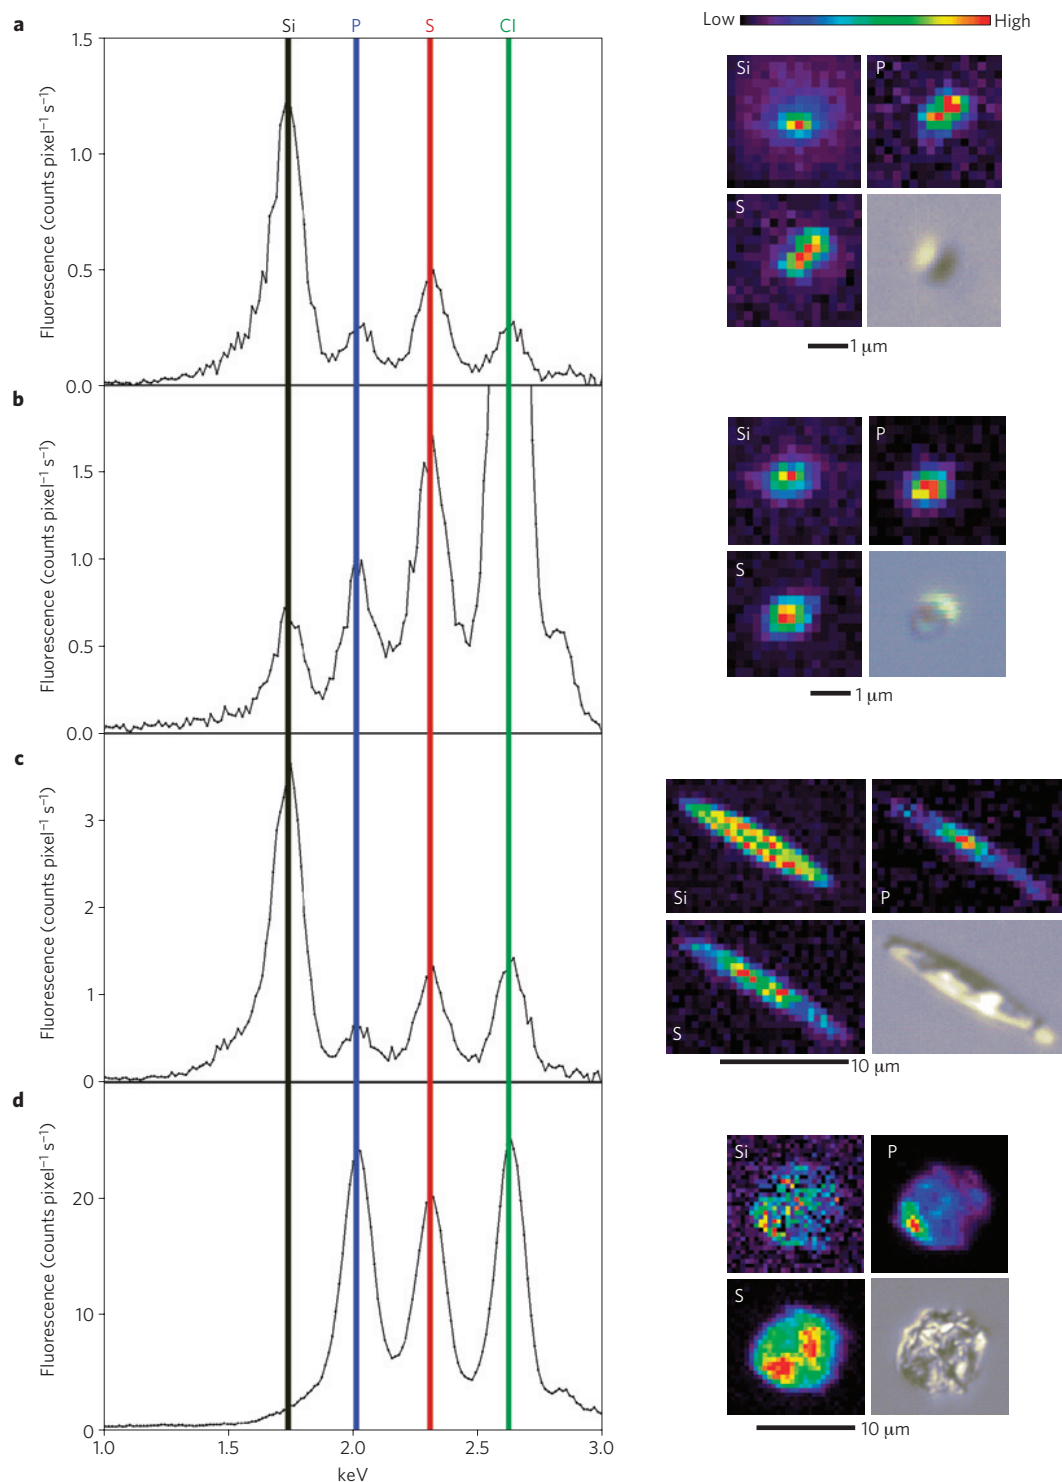 a
Si P S Cl
Low High
1.5
1.0
0.5
0.0
Fluorescence (counts pixel⁻¹ s⁻¹)
Si P
S
1 μm
b
1.5
1.0
0.5
0.0
Fluorescence (counts pixel⁻¹ s⁻¹)
Si P
S
1 μm
c
3
2
1
0
Fluorescence (counts pixel⁻¹ s⁻¹)
Si P
S
10 μm
d
20
10
0
Fluorescence (counts pixel⁻¹ s⁻¹)
1.0 1.5 2.0 2.5 3.0
keV
Si P
S
10 μm